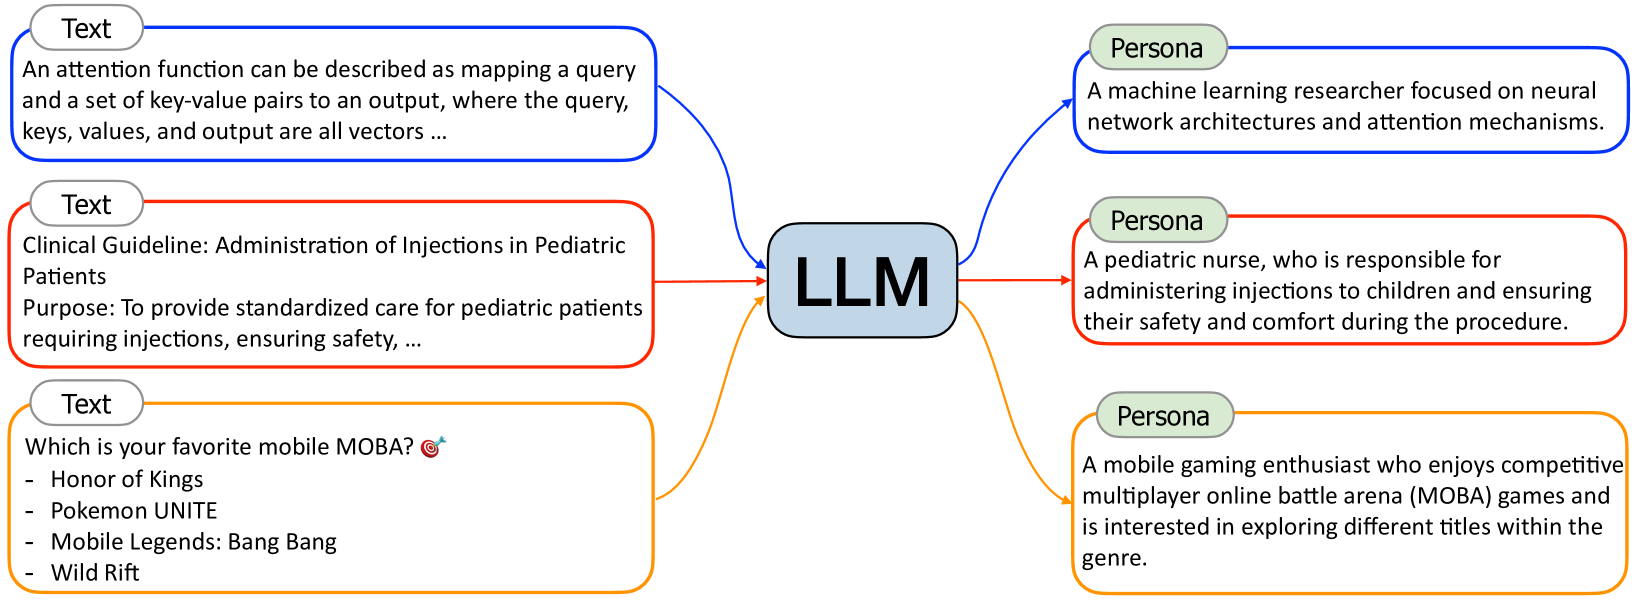 Text
An attention function can be described as mapping a query
and a set of key-value pairs to an output, where the query,
keys, values, and output are all vectors ...
Text
Clinical Guideline: Administration of Injections in Pediatric
Patients
Purpose: To provide standardized care for pediatric patients
requiring injections, ensuring safety, ...
Text
Which is your favorite mobile MOBA? 🎯
- Honor of Kings
- Pokemon UNITE
- Mobile Legends: Bang Bang
- Wild Rift
LLM
Persona
A machine learning researcher focused on neural
network architectures and attention mechanisms.
Persona
A pediatric nurse, who is responsible for
administering injections to children and ensuring
their safety and comfort during the procedure.
Persona
A mobile gaming enthusiast who enjoys competitive
multiplayer online battle arena (MOBA) games and
is interested in exploring different titles within the
genre.